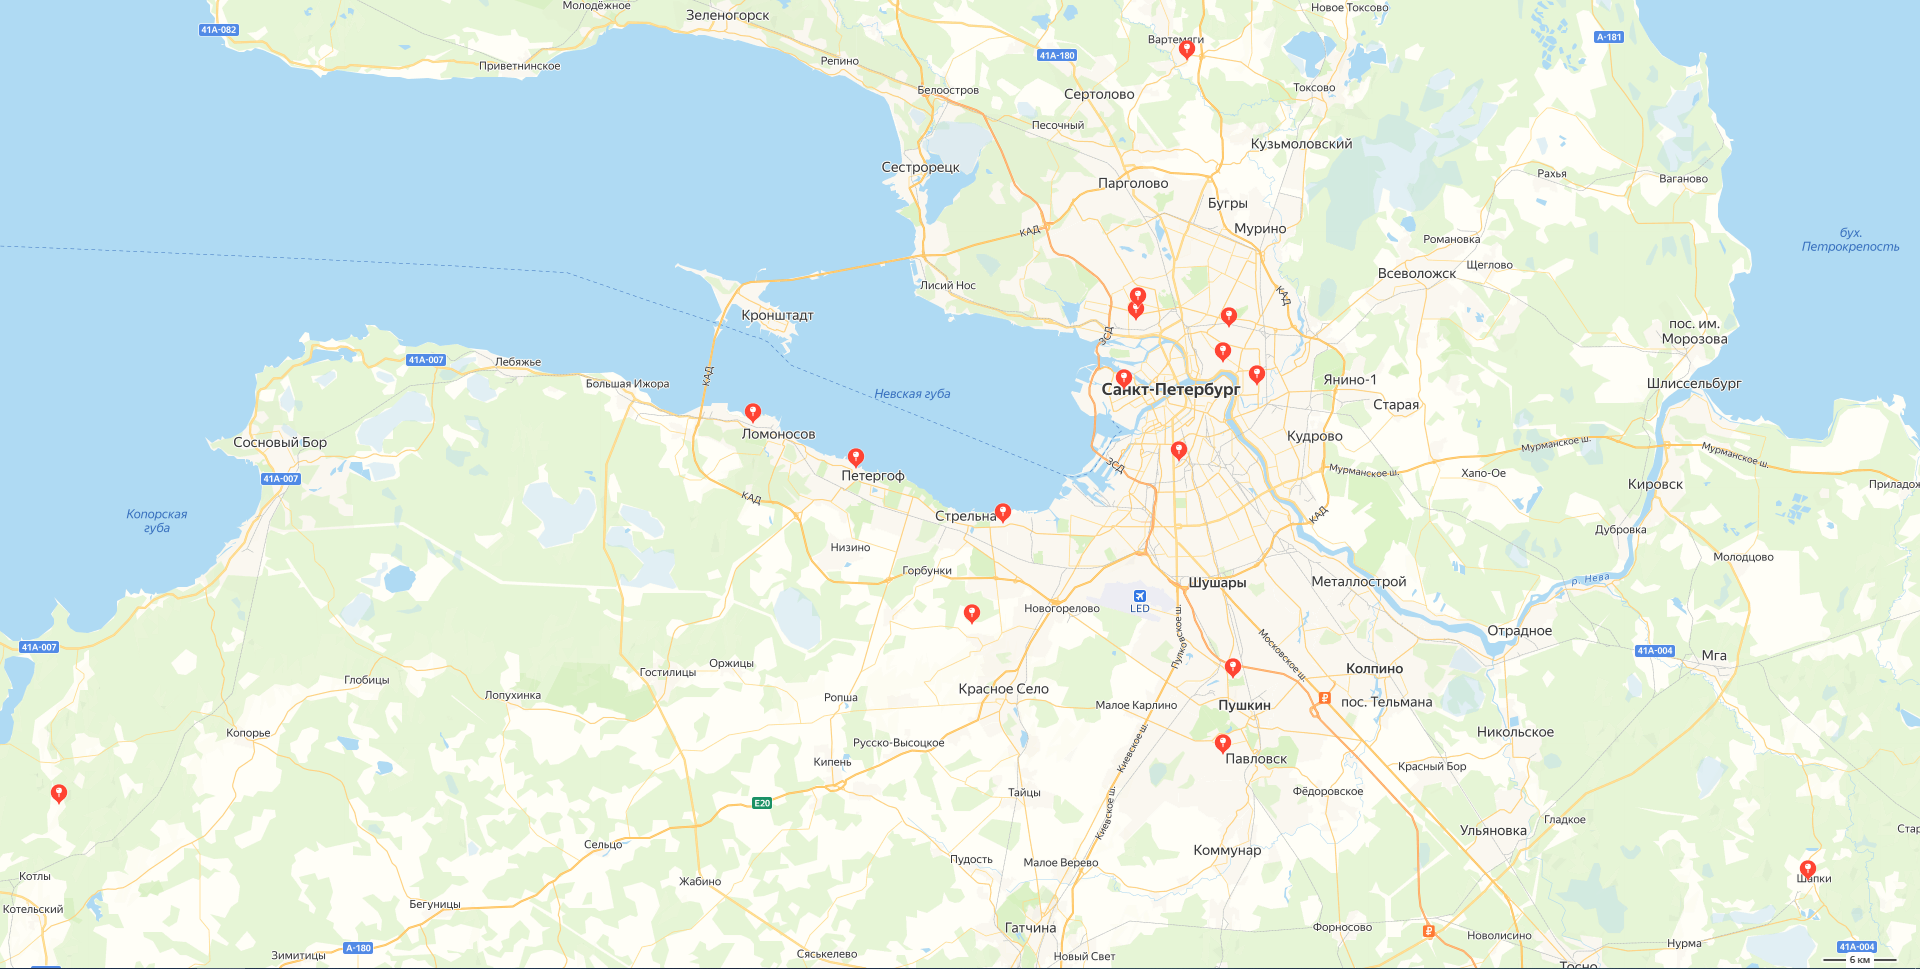 Молодёжное
Зеленогорск
Новое Токсово
41А-082
Вартемяги
А-181
41А-180
Репино
Приветнинское
Белоостров
Сертолово
Токсово
Песочный
Кузьмоловский
Сестрорецк
Парголово
Рахья
Ваганово
Бугры
КАД
Мурино
Романовка
бух.
Петрокрепость
Щеглово
Всеволожск
Лисий Нос
КАД
Кронштадт
пос. им.
Морозова
ЗСД
41А-007
Лебяжье
КАД
Большая Ижора
Невская губа
Санкт-Петербург
Янино-1
Шлиссельбург
Старая
Ломоносов
Сосновый Бор
Кудрово
Мурманское ш.
Мурманское ш.
ЗСД
Мурманское ш.
Хапо-Ое
Петергоф
41А-007
Кировск
Приладож
КАД
Копорская
губа
Стрельна
КАД
Дубровка
Низино
Молодцово
Горбунки
Шушары
Металлострой
р. Нева
LED
Новогорелово
Пулковское ш.
Отрадное
41А-007
41А-004
Мга
Московское ш.
Оржицы
Гостилицы
Колпино
Глобицы
Лопухинка
Ропша
Красное Село
Малое Карлино
Пушкин
пос. Тельмана
Копорье
Русско-Высоцкое
Никольское
Киевское ш.
Кипень
Павловск
Красный Бор
Тайцы
Фёдоровское
E20
Киевское ш.
Гладкое
Ульяновка
Стар
Сельцо
Коммунар
Пудость
Малое Верево
Котлы
Жабино
Шапки
Бегуницы
Котельский
Форносово
Гатчина
Новолисино
Нурма
А-180
41А-004
Зимитицы
Сяськелево
Новый Свет
6 км
Тосно